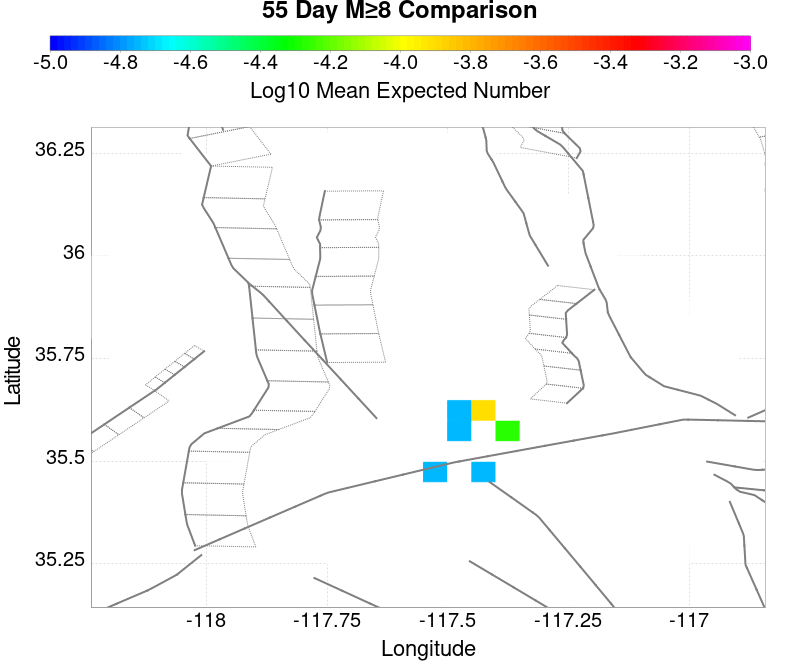 55 Day M≥8 Comparison
-5.0 -4.8 -4.6 -4.4 -4.2 -4.0 -3.8 -3.6 -3.4 -3.2 -3.0
Log10 Mean Expected Number
36.25
36
35.75
35.5
35.25
Latitude
-118 -117.75 -117.5 -117.25 -117
Longitude